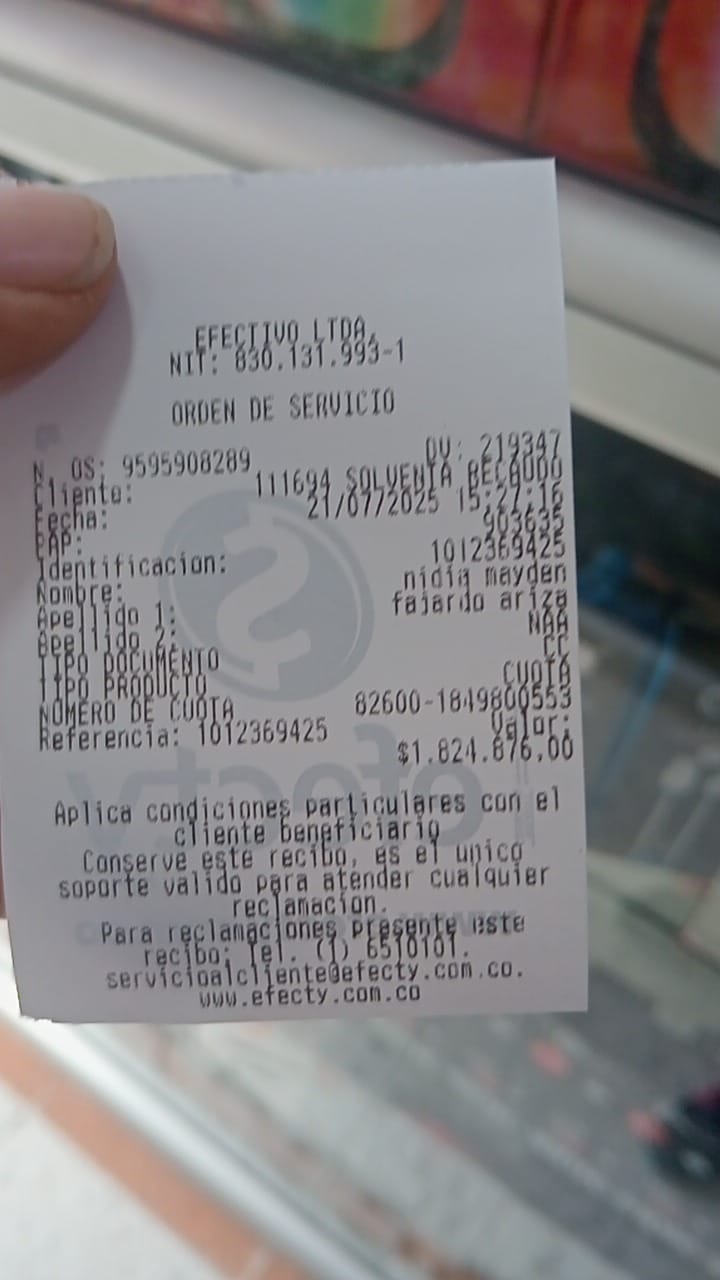 EFECTIVO LTDA.
NIT: 830.131.993-1
ORDEN DE SERVICIO
DV: 219347
N. OS: 9595908289
Cliente: 111694 SOLVENTA RECAUDO
Fecha: 21/07/2025 15:27:16
PAP: 903635
Identificacion: 1012369425
Nombre: nidia mayden
Apellido 1: fajardo ariza
Apellido 2: NAA
TIPO DOCUMENTO CC
TIPO PRODUCTO CUOTA
NUMERO DE CUOTA 82600-1849800553
Referencia: 1012369425 Valor:
$1.824.876,00
Aplica condiciones particulares con el
cliente beneficiario
Conserve este recibo, es el unico
soporte valido para atender cualquier
reclamacion.
Para reclamaciones presente este
recibo: Tel. (1) 6510101.
servicioalcliente@efecty.com.co.
www.efecty.com.co
efecty